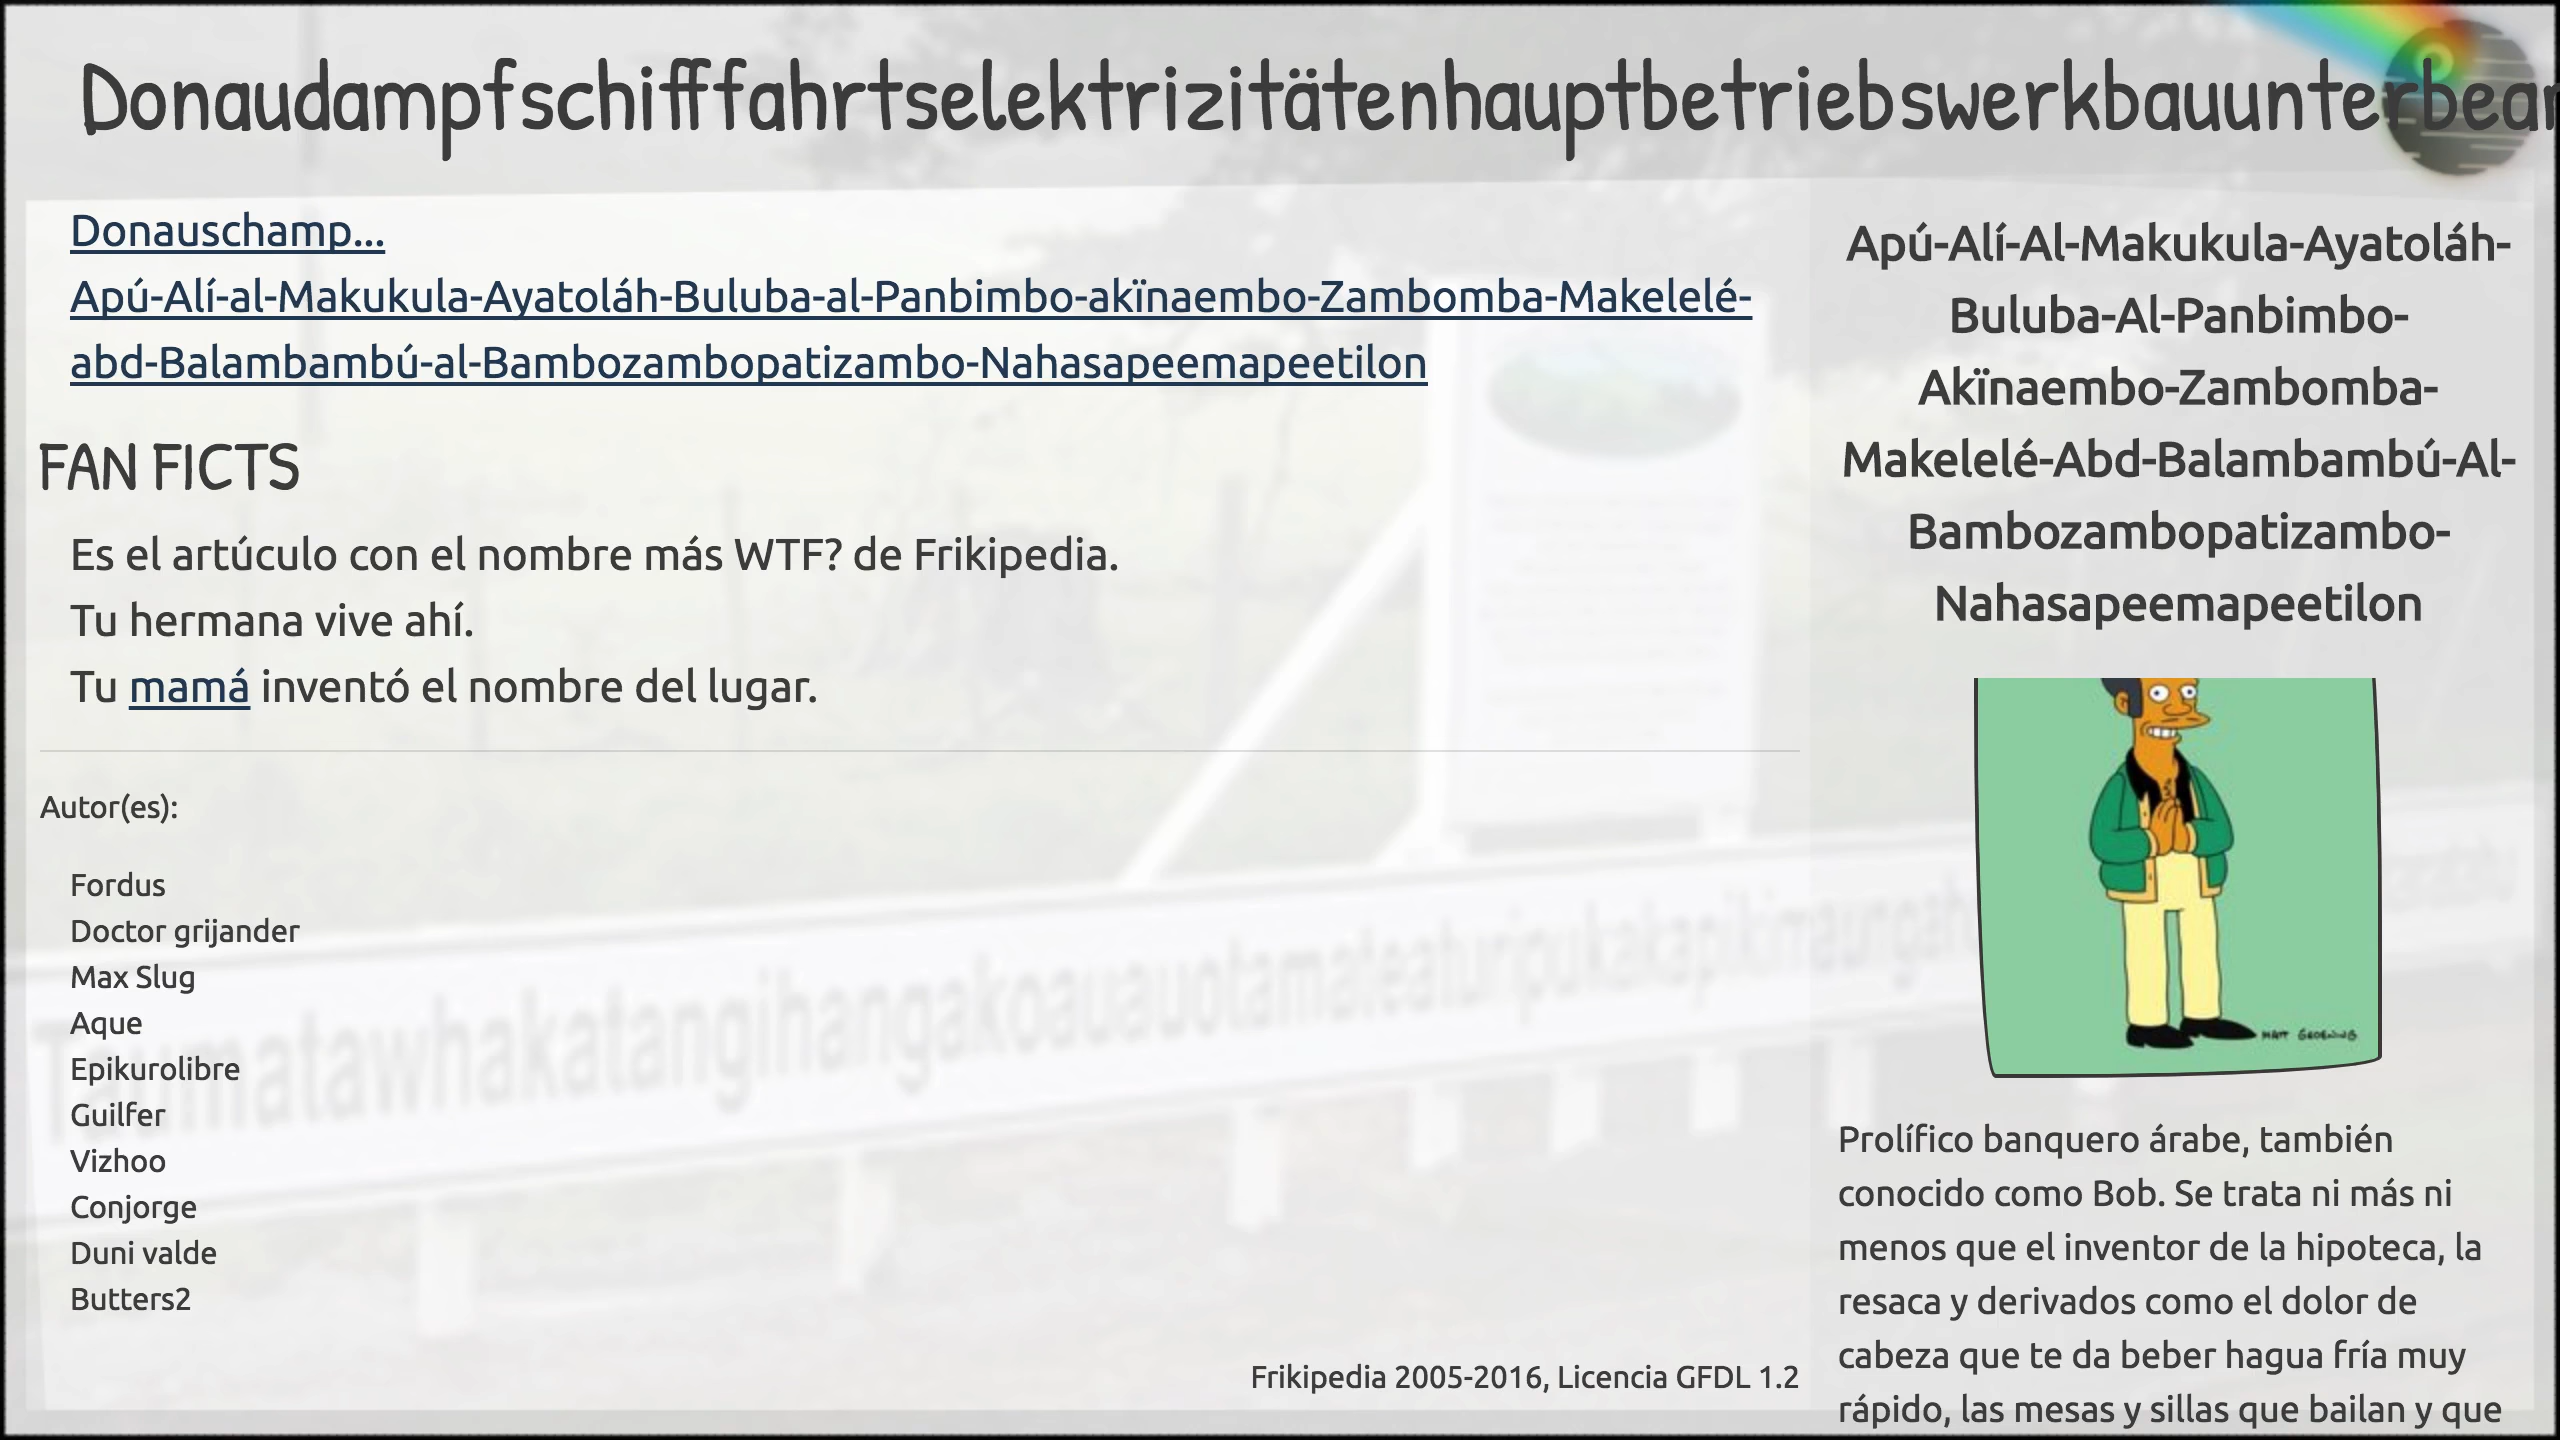 Donaudampfschifffahrtselektrizitätenhauptbetriebswerkbauunterbear
Donauschamp...
Apú-Alí-al-Makukula-Ayatoláh-Buluba-al-Panbimbo-akïnaembo-Zambomba-Makelelé-
abd-Balambambú-al-Bambozambopatizambo-Nahasapeemapeetilon
FAN FICTS
Es el artúculo con el nombre más WTF? de Frikipedia.
Tu hermana vive ahí.
Tu mamá inventó el nombre del lugar.
Autor(es):
Fordus
Doctor grijander
Max Slug
Aque
Epikurolibre
Guilfer
Vizhoo
Conjorge
Duni valde
Butters2
Frikipedia 2005-2016, Licencia GFDL 1.2
Apú-Alí-Al-Makukula-Ayatoláh-
Buluba-Al-Panbimbo-
Akïnaembo-Zambomba-
Makelelé-Abd-Balambambú-Al-
Bambozambopatizambo-
Nahasapeemapeetilon
MATT GROENING
Prolífico banquero árabe, también
conocido como Bob. Se trata ni más ni
menos que el inventor de la hipoteca, la
resaca y derivados como el dolor de
cabeza que te da beber hagua fría muy
rápido, las mesas y sillas que bailan y que